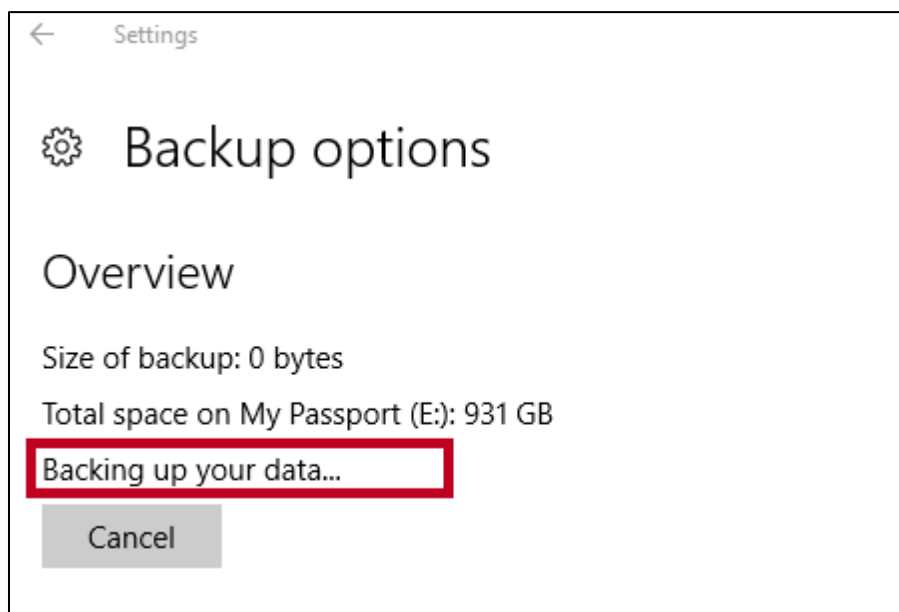 Settings
Backup options
Overview
Size of backup: 0 bytes
Total space on My Passport (E:): 931 GB
Backing up your data...
Cancel